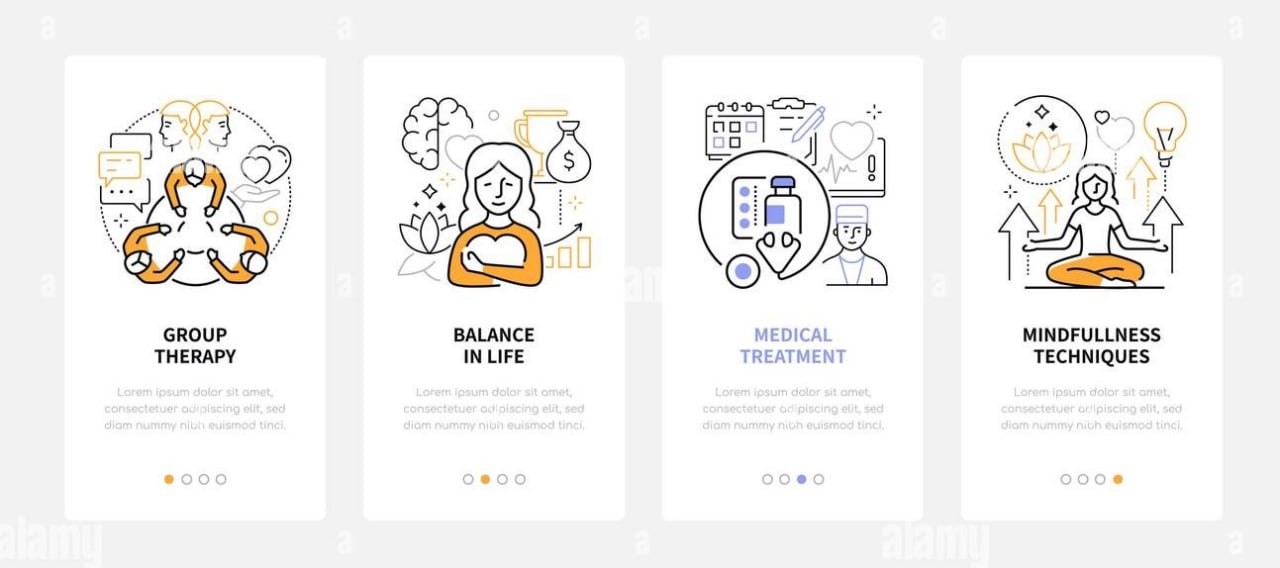 GROUP
THERAPY
Lorem ipsum dolor sit amet,
consectetuer adipiscing elit, sed
diam nummy nibh euismod tinci.
BALANCE
IN LIFE
Lorem ipsum dolor sit amet,
consectetuer adipiscing elit, sed
diam nummy nibh euismod tinci.
MEDICAL
TREATMENT
Lorem ipsum dolor sit amet,
consectetuer adipiscing elit, sed
diam nummy nibh euismod tinci.
MINDFULLNESS
TECHNIQUES
Lorem ipsum dolor sit amet,
consectetuer adipiscing elit, sed
diam nummy nibh euismod tinci.
$
!
a
a
a
a
a
a
a
a
alamy
a
a
alamy
a